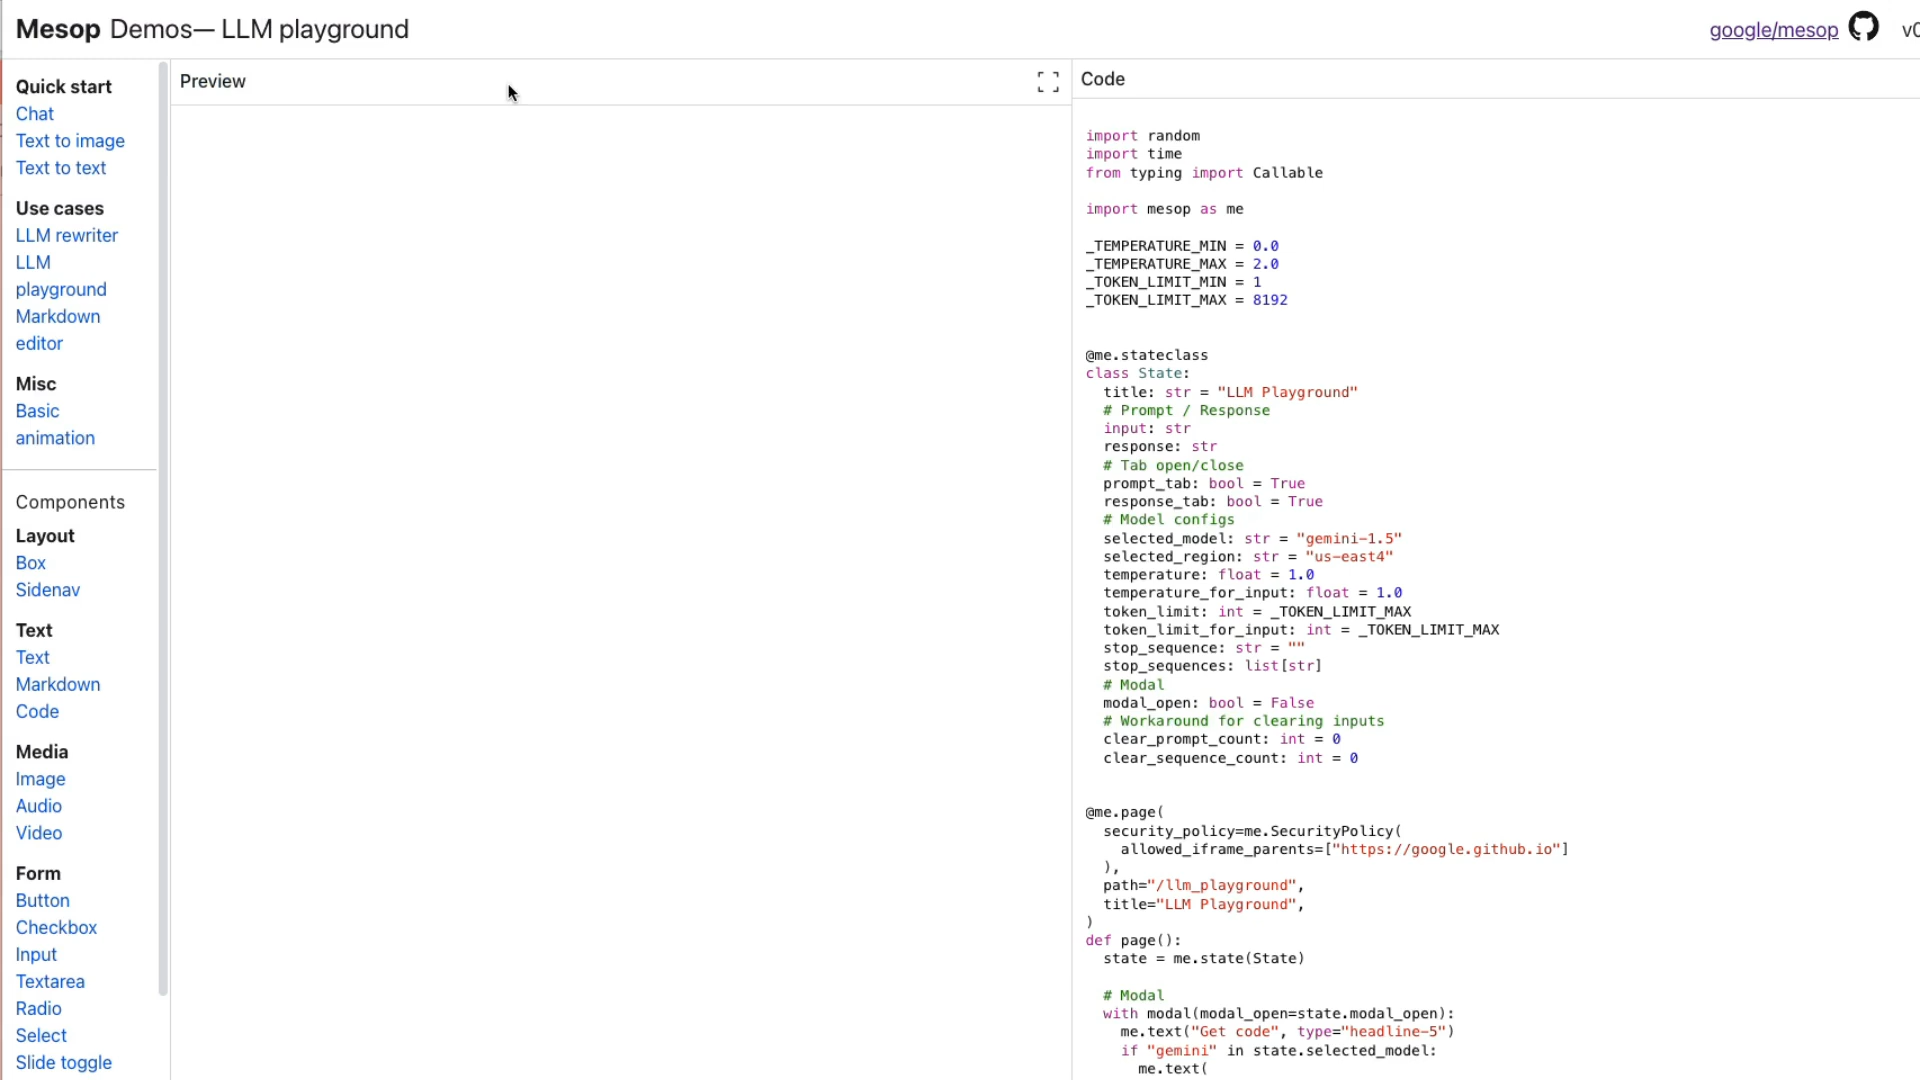 Mesop Demos— LLM playground
google/mesop
Quick start
Chat
Text to image
Text to text
Use cases
LLM rewriter
LLM
playground
Markdown
editor
Misc
Basic
animation
Components
Layout
Box
Sidenav
Text
Text
Markdown
Code
Media
Image
Audio
Video
Form
Button
Checkbox
Input
Textarea
Radio
Select
Slide toggle
Preview
Code
import random
import time
from typing import Callable
import mesop as me
_TEMPERATURE_MIN = 0.0
_TEMPERATURE_MAX = 2.0
_TOKEN_LIMIT_MIN = 1
_TOKEN_LIMIT_MAX = 8192
@me.stateclass
class State:
title: str = "LLM Playground"
# Prompt / Response
input: str
response: str
# Tab open/close
prompt_tab: bool = True
response_tab: bool = True
# Model configs
selected_model: str = "gemini-1.5"
selected_region: str = "us-east4"
temperature: float = 1.0
temperature_for_input: float = 1.0
token_limit: int = _TOKEN_LIMIT_MAX
token_limit_for_input: int = _TOKEN_LIMIT_MAX
stop_sequence: str = ""
stop_sequences: list[str]
# Modal
modal_open: bool = False
# Workaround for clearing inputs
clear_prompt_count: int = 0
clear_sequence_count: int = 0
@me.page(
security_policy=me.SecurityPolicy(
allowed_iframe_parents=["https://google.github.io"]
),
path="/llm_playground",
title="LLM Playground",
)
def page():
state = me.state(State)
# Modal
with modal(modal_open=state.modal_open):
me.text("Get code", type="headline-5")
if "gemini" in state.selected_model:
me.text(